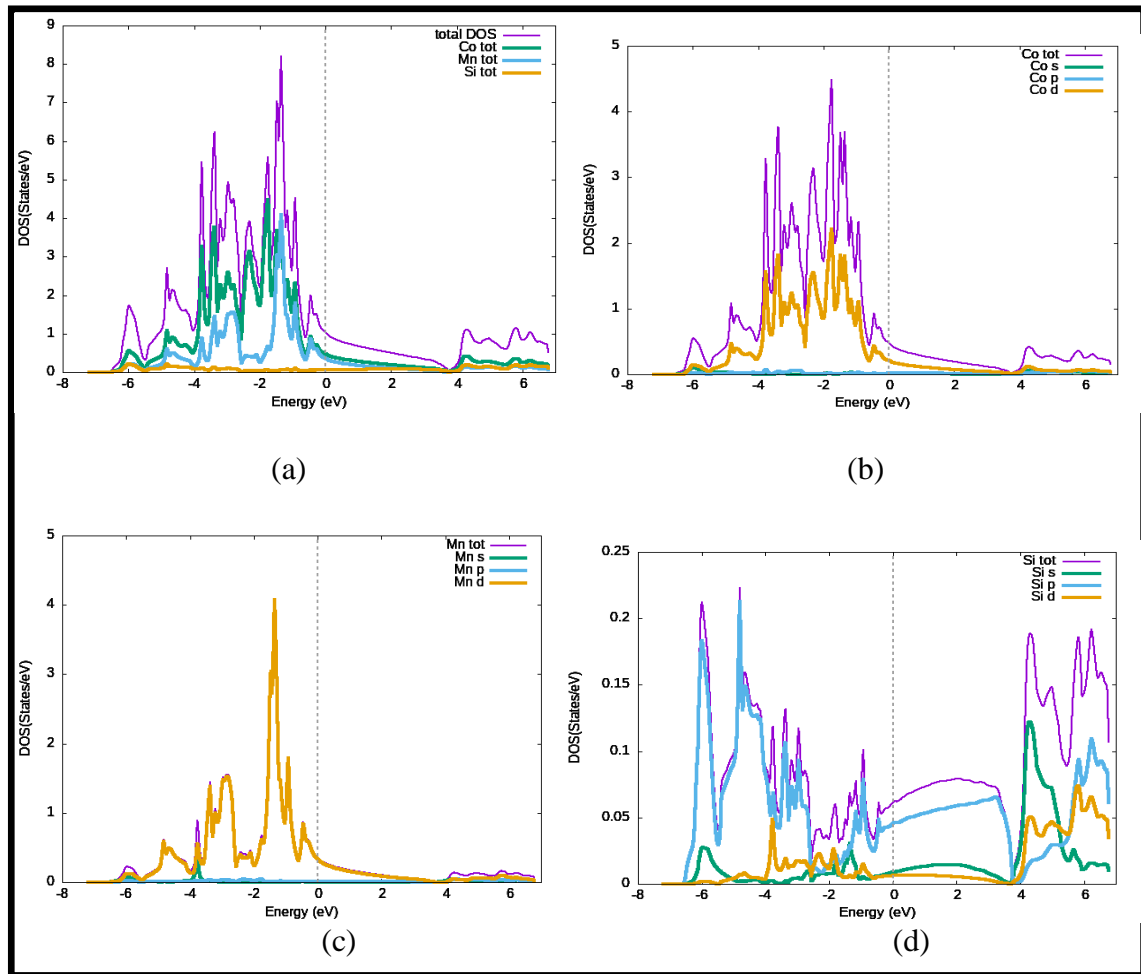 total DOS
Co tot
Mn tot
Si tot
DOS(States/eV)
9
8
7
6
5
4
3
2
1
0
-8 -6 -4 -2 0 2 4 6
Energy (eV)
(a)
Co tot
Co s
Co p
Co d
DOS(States/eV)
5
4
3
2
1
0
-8 -6 -4 -2 0 2 4 6
Energy (eV)
(b)
Mn tot
Mn s
Mn p
Mn d
DOS(States/eV)
5
4
3
2
1
0
-8 -6 -4 -2 0 2 4 6
Energy (eV)
(c)
Si tot
Si s
Si p
Si d
DOS(States/eV)
0.25
0.2
0.15
0.1
0.05
0
-8 -6 -4 -2 0 2 4 6
Energy (eV)
(d)